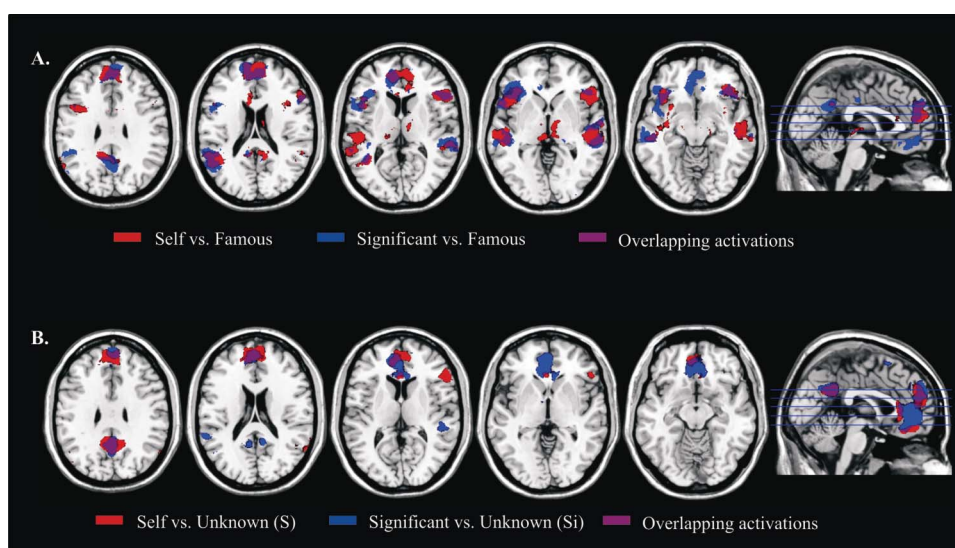 A.
Self vs. Famous Significant vs. Famous Overlapping activations
B.
Self vs. Unknown (S) Significant vs. Unknown (Si) Overlapping activations